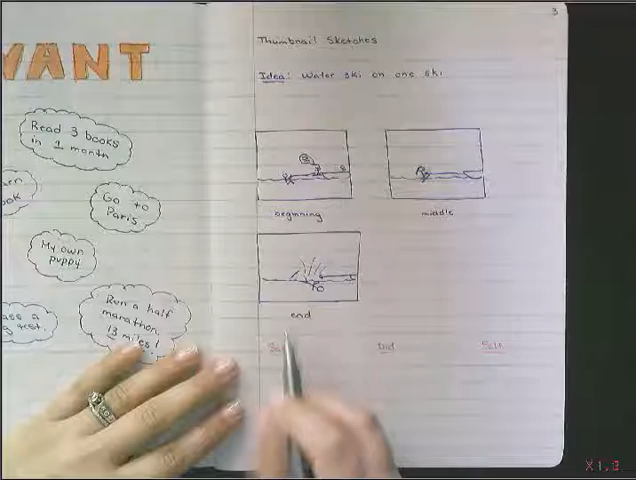 WANT
Read 3 books
in 1 month
Go to
Paris
My own
puppy
Run a half
marathon.
13 miles!
3
Thumbnail Sketches
Idea: Water ski on one ski
beginning
middle
end
Did
X1.3